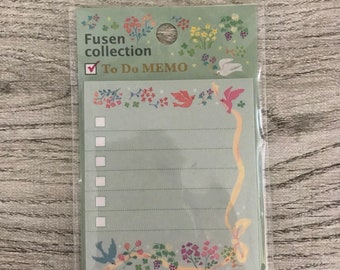 Fusen
collection
To Do MEMO